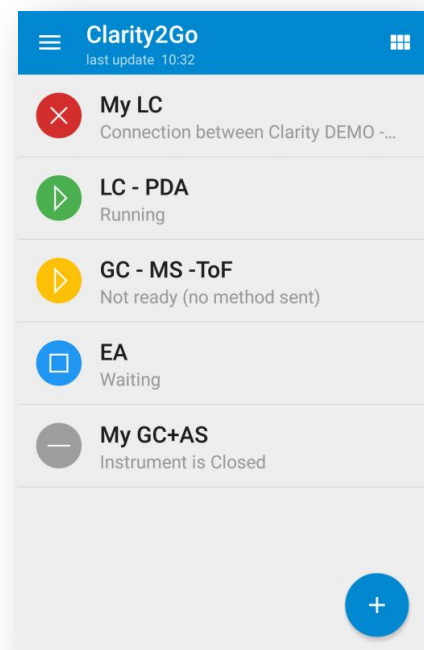 Clarity2Go
last update 10:32
My LC
Connection between Clarity DEMO -...
LC - PDA
Running
GC - MS -ToF
Not ready (no method sent)
EA
Waiting
My GC+AS
Instrument is Closed